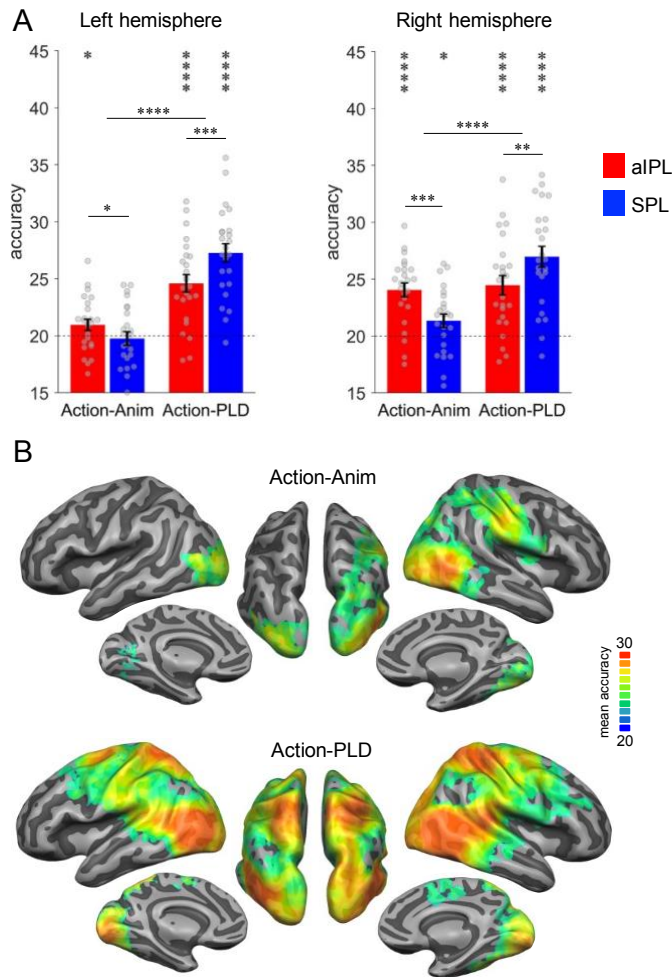 A
Left hemisphere
Right hemisphere
accuracy
45
40
35
30
25
20
15
*
****
****
****
***
*
Action-Anim
Action-PLD
accuracy
45
40
35
30
25
20
15
****
*
****
****
****
**
***
Action-Anim
Action-PLD
aIPL
SPL
B
Action-Anim
30
mean accuracy
20
Action-PLD